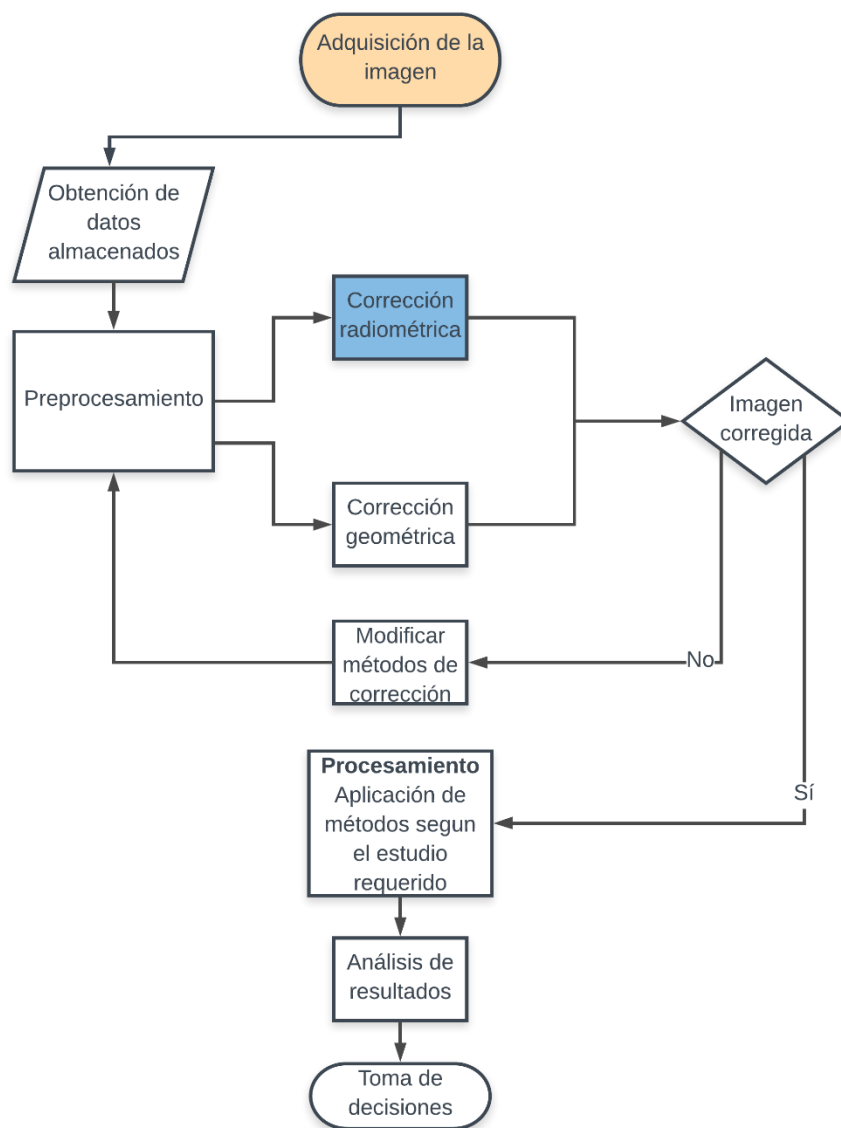 Adquisición de la
imagen
Obtención de
datos
almacenados
Preprocesamiento
Corrección
radiométrica
Corrección
geométrica
Imagen
corregida
No
Modificar
métodos de
corrección
Sí
Procesamiento
Aplicación de
métodos segun
el estudio
requerido
Análisis de
resultados
Toma de
decisiones